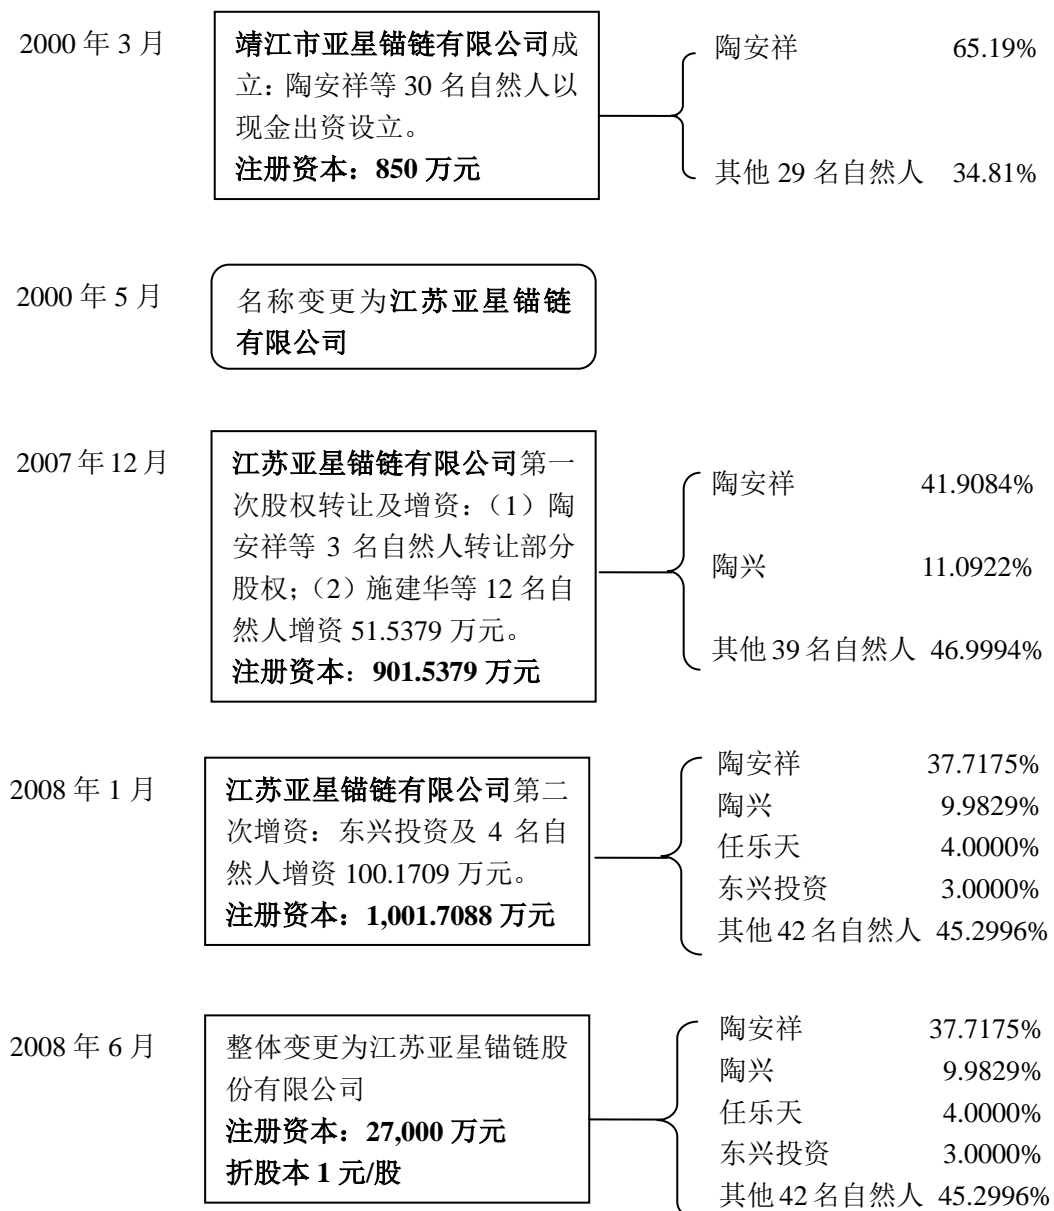 2000 年 3 月
靖江市亚星锚链有限公司成
立：陶安祥等 30 名自然人以
现金出资设立。
注册资本：850 万元
陶安祥 65.19%
其他 29 名自然人 34.81%
2000 年 5 月
名称变更为江苏亚星锚链
有限公司
2007 年 12 月
江苏亚星锚链有限公司第一
次股权转让及增资：（1）陶
安祥等 3 名自然人转让部分
股权；（2）施建华等 12 名自
然人增资 51.5379 万元。
注册资本：901.5379 万元
陶安祥 41.9084%
陶兴 11.0922%
其他 39 名自然人 46.9994%
2008 年 1 月
江苏亚星锚链有限公司第二
次增资：东兴投资及 4 名自
然人增资 100.1709 万元。
注册资本：1,001.7088 万元
陶安祥 37.7175%
陶兴 9.9829%
任乐天 4.0000%
东兴投资 3.0000%
其他 42 名自然人 45.2996%
2008 年 6 月
整体变更为江苏亚星锚链股
份有限公司
注册资本：27,000 万元
折股本 1 元/股
陶安祥 37.7175%
陶兴 9.9829%
任乐天 4.0000%
东兴投资 3.0000%
其他 42 名自然人 45.2996%